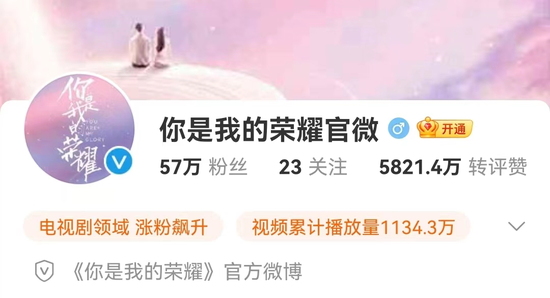 你是我的荣耀
YOU ARE MY GLORY
你是我的荣耀官微 开通
57万 粉丝 23 关注 5821.4万 转评赞
电视剧领域 涨粉飙升 视频累计播放量1134.3万
《你是我的荣耀》官方微博